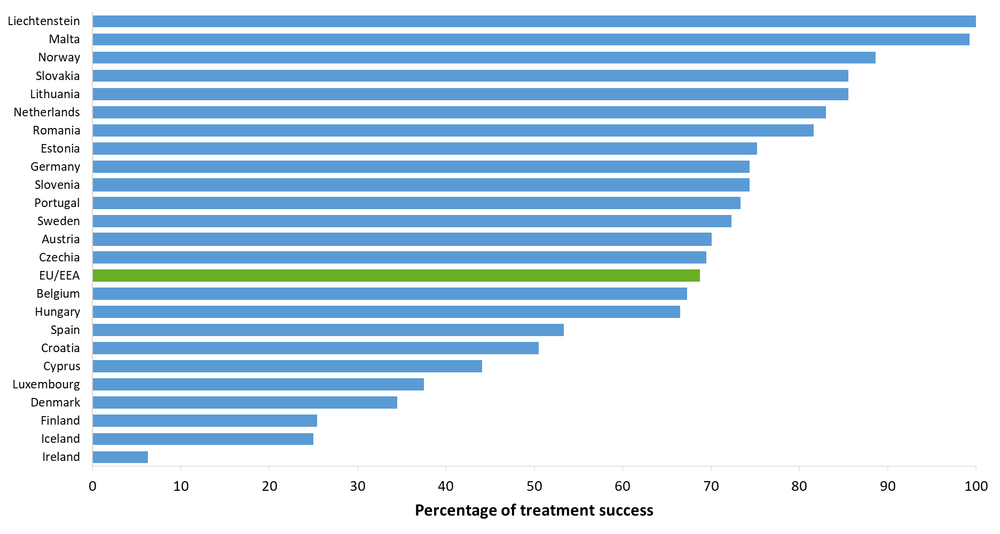 Liechtenstein
Malta
Norway
Slovakia
Lithuania
Netherlands
Romania
Estonia
Germany
Slovenia
Portugal
Sweden
Austria
Czechia
EU/EEA
Belgium
Hungary
Spain
Croatia
Cyprus
Luxembourg
Denmark
Finland
Iceland
Ireland
0 10 20 30 40 50 60 70 80 90 100
Percentage of treatment success